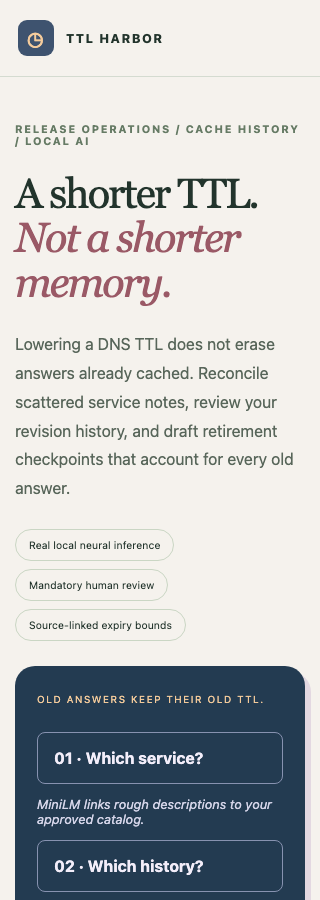 TTL HARBOR
RELEASE OPERATIONS / CACHE HISTORY
/ LOCAL AI
A shorter TTL.
Not a shorter
memory.
Lowering a DNS TTL does not erase
answers already cached. Reconcile
scattered service notes, review your
revision history, and draft retirement
checkpoints that account for every old
answer.
Real local neural inference
Mandatory human review
Source-linked expiry bounds
OLD ANSWERS KEEP THEIR OLD TTL.
01 · Which service?
MiniLM links rough descriptions to your
approved catalog.
02 · Which history?